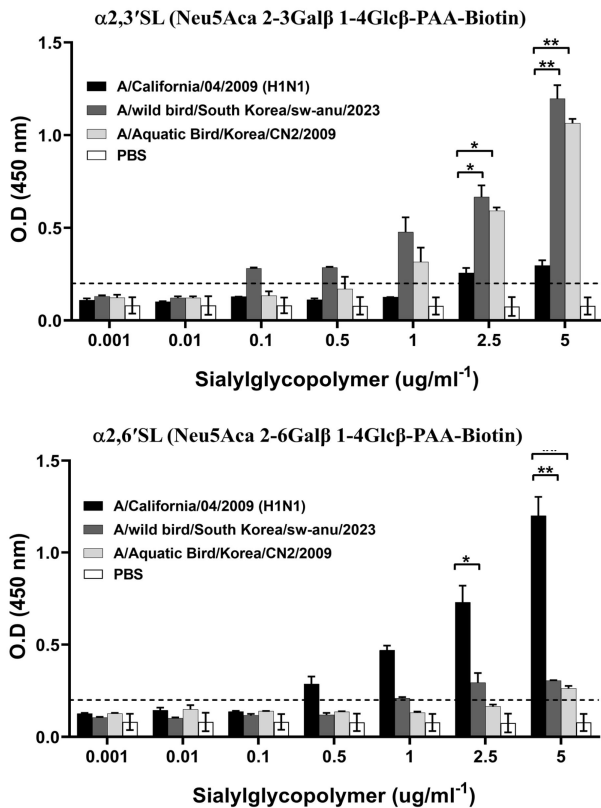 α2,3′SL (Neu5Aca 2-3Galβ 1-4Glcβ-PAA-Biotin)
1.5
1.0
0.5
0.0
O.D (450 nm)
A/California/04/2009 (H1N1)
A/wild bird/South Korea/sw-anu/2023
A/Aquatic Bird/Korea/CN2/2009
PBS
*
*
**
**
0.001 0.01 0.1 0.5 1 2.5 5
Sialylglycopolymer (ug/ml-1)
α2,6′SL (Neu5Aca 2-6Galβ 1-4Glcβ-PAA-Biotin)
1.5
1.0
0.5
0.0
O.D (450 nm)
A/California/04/2009 (H1N1)
A/wild bird/South Korea/sw-anu/2023
A/Aquatic Bird/Korea/CN2/2009
PBS
*
**
0.001 0.01 0.1 0.5 1 2.5 5
Sialylglycopolymer (ug/ml-1)